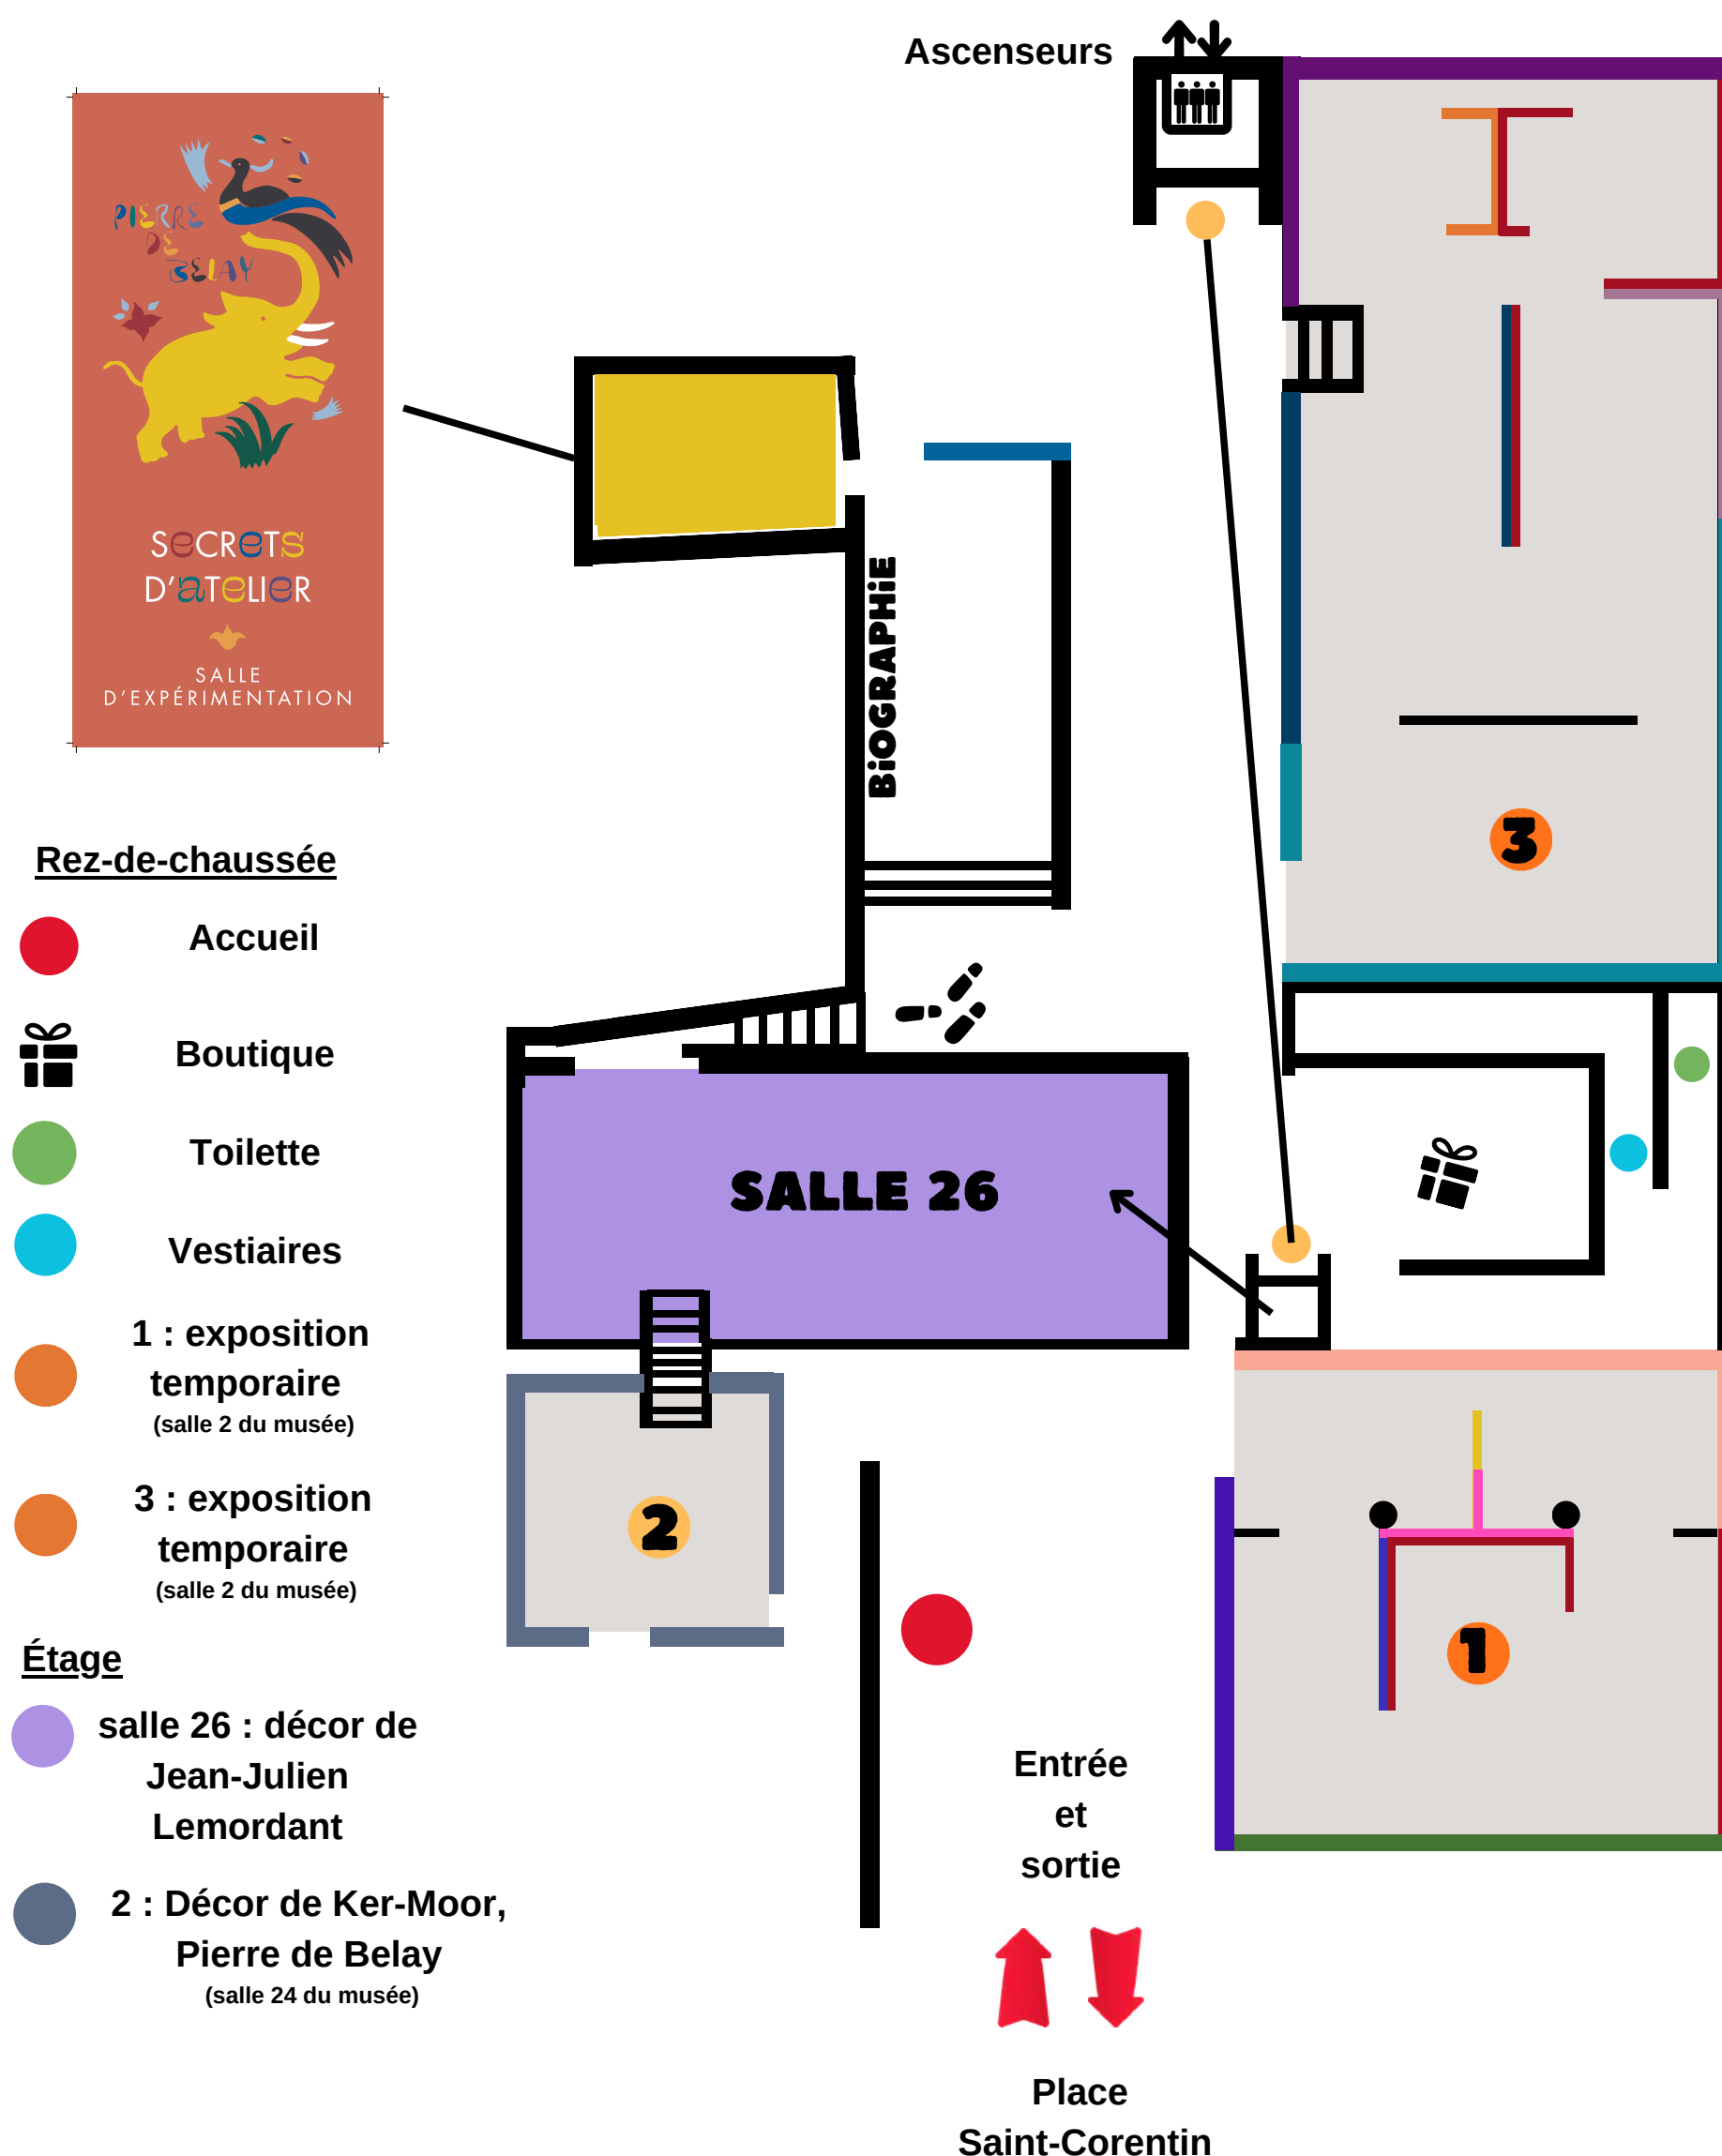 Ascenseurs
PIERRE
DE
BELAY
SECRETS
D'ATELIER
SALLE
D'EXPÉRIMENTATION
BiOGRAPHiE
Rez-de-chaussée
Accueil
Boutique
Toilette
Vestiaires
1 : exposition
temporaire
(salle 2 du musée)
3 : exposition
temporaire
(salle 2 du musée)
Étage
salle 26 : décor de
Jean-Julien
Lemordant
2 : Décor de Ker-Moor,
Pierre de Belay
(salle 24 du musée)
3
SALLE 26
2
1
Entrée
et
sortie
Place
Saint-Corentin